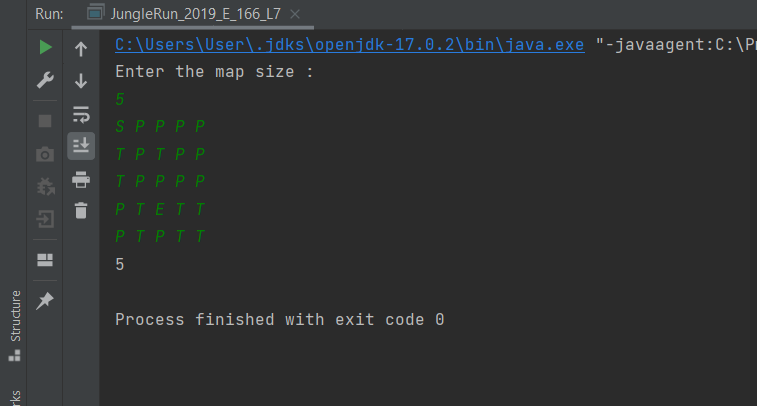 Run: JungleRun_2019_E_166_L7
C:\Users\User\.jdks\openjdk-17.0.2\bin\java.exe "-javaagent:C:\P
Enter the map size :
5
S P P P P
T P T P P
T P P P P
P T E T T
P T P T T
5
Process finished with exit code 0
Structure
rks